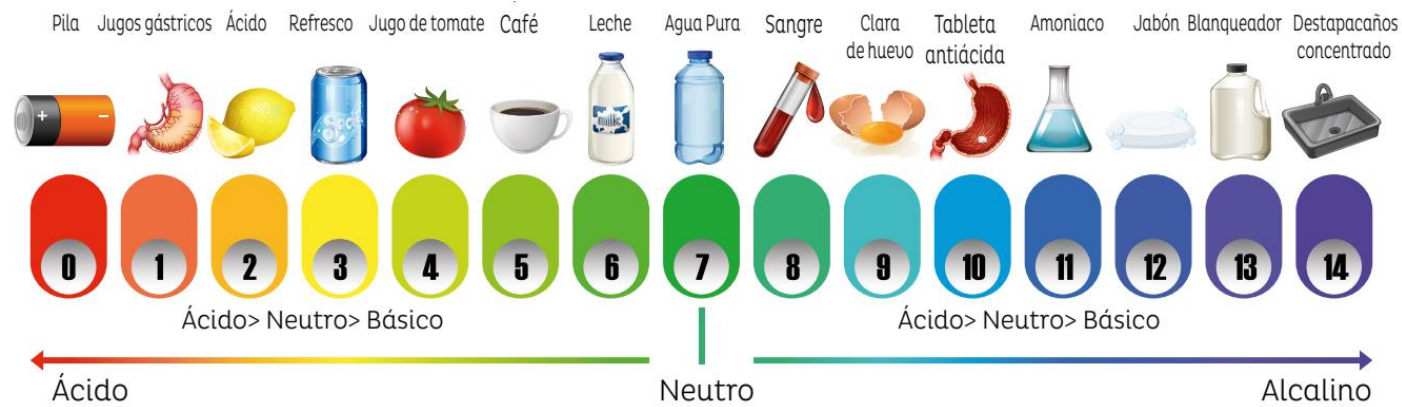 Pila Jugos gástricos Ácido Refresco Jugo de tomate Café Leche Agua Pura Sangre Clara de huevo Tableta antiácida Amoniaco Jabón Blanqueador Destapacaños concentrado
+ -
Soda
milk
0 1 2 3 4 5 6 7 8 9 10 11 12 13 14
Ácido> Neutro> Básico Ácido> Neutro> Básico
Ácido Neutro Alcalino